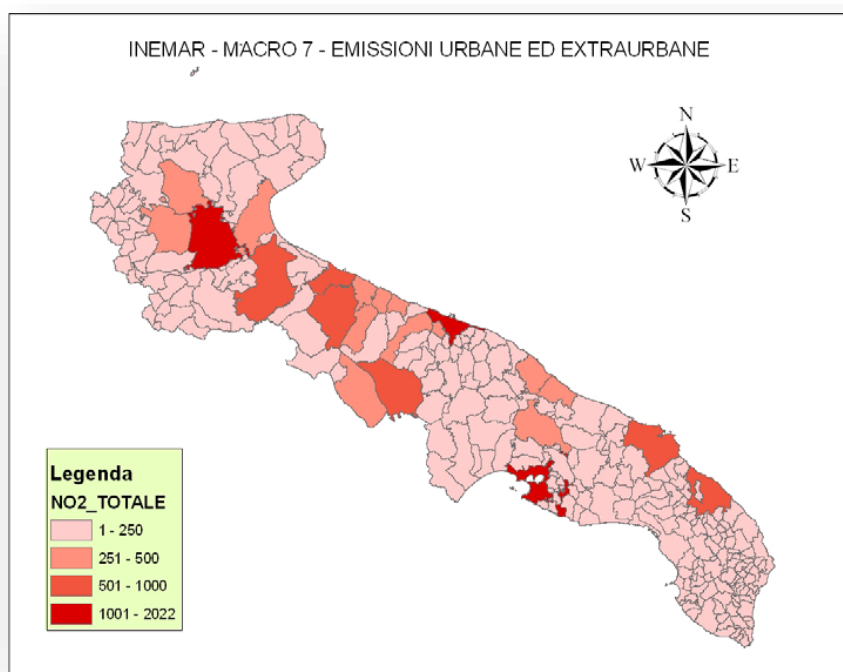 INEMAR - MACRO 7 - EMISSIONI URBANE ED EXTRAURBANE
N
W E
S
Legenda
NO2_TOTALE
1 - 250
251 - 500
501 - 1000
1001 - 2022